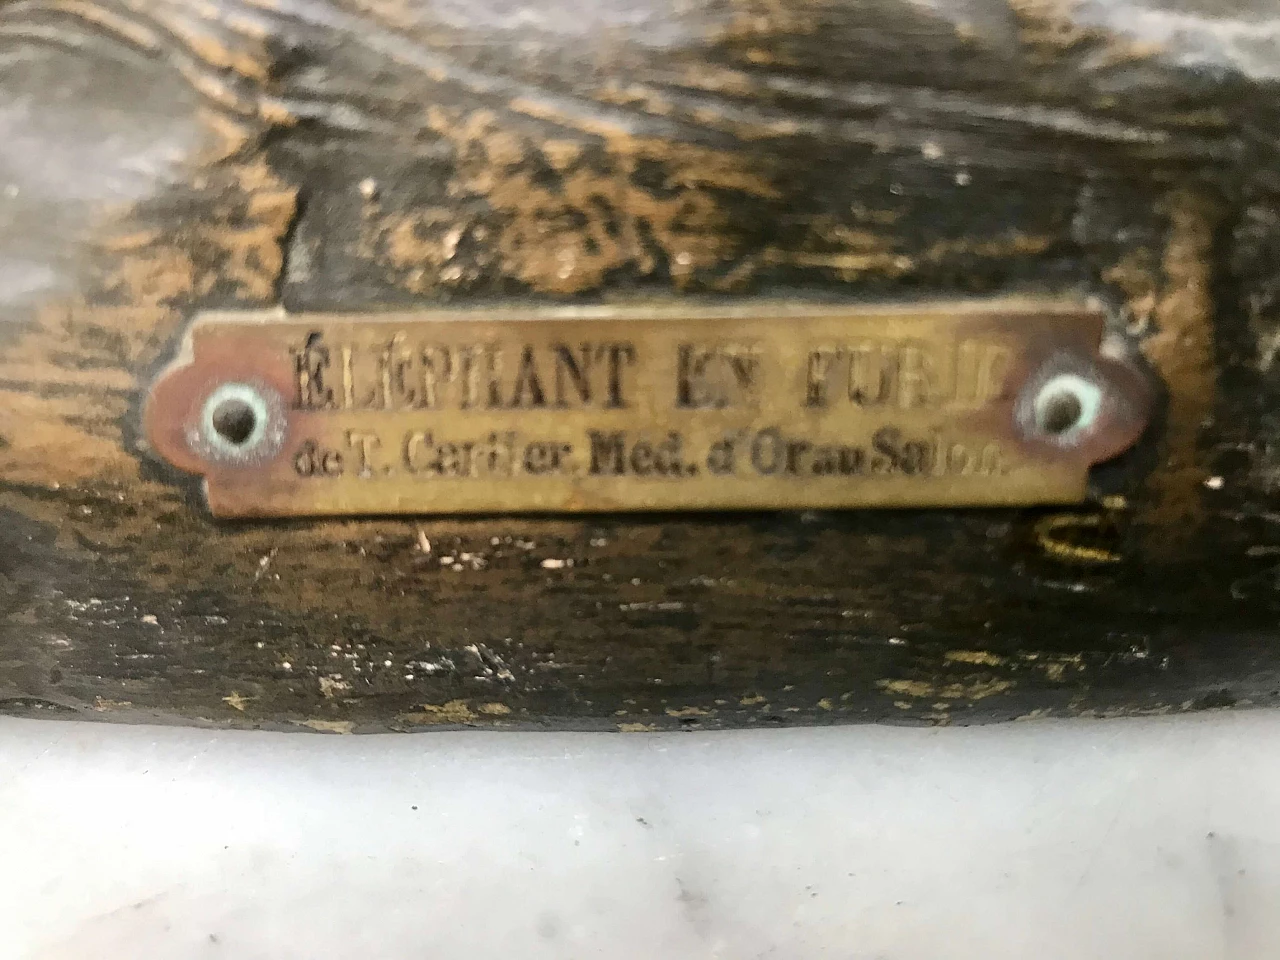 ÉLÉPHANT EN FURIE
de T. Cartier Med. d'Or au Salon.